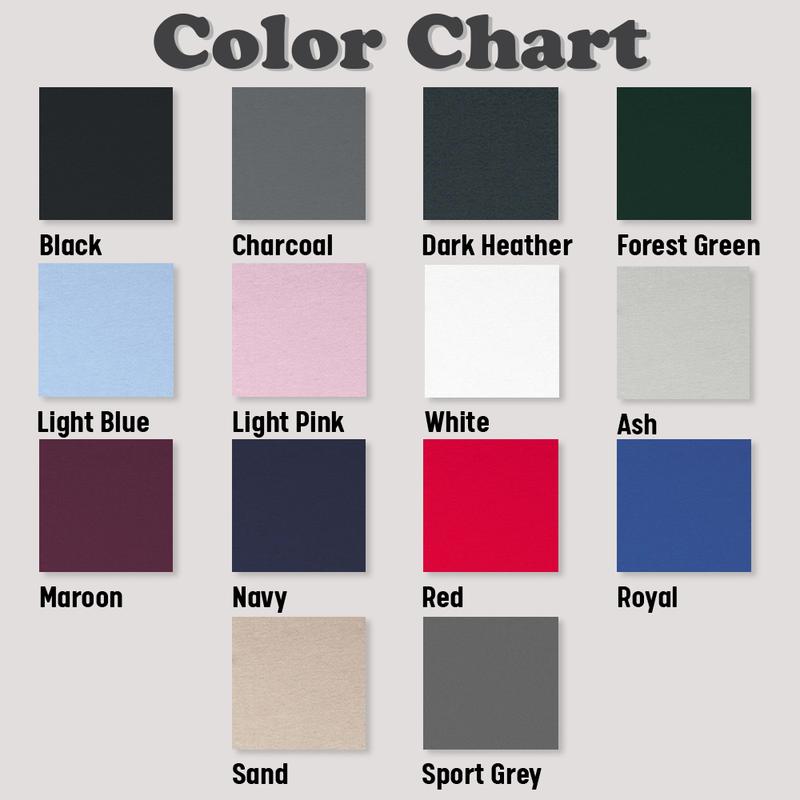 Color Chart
Black
Charcoal
Dark Heather
Forest Green
Light Blue
Light Pink
White
Ash
Maroon
Navy
Red
Royal
Sand
Sport Grey